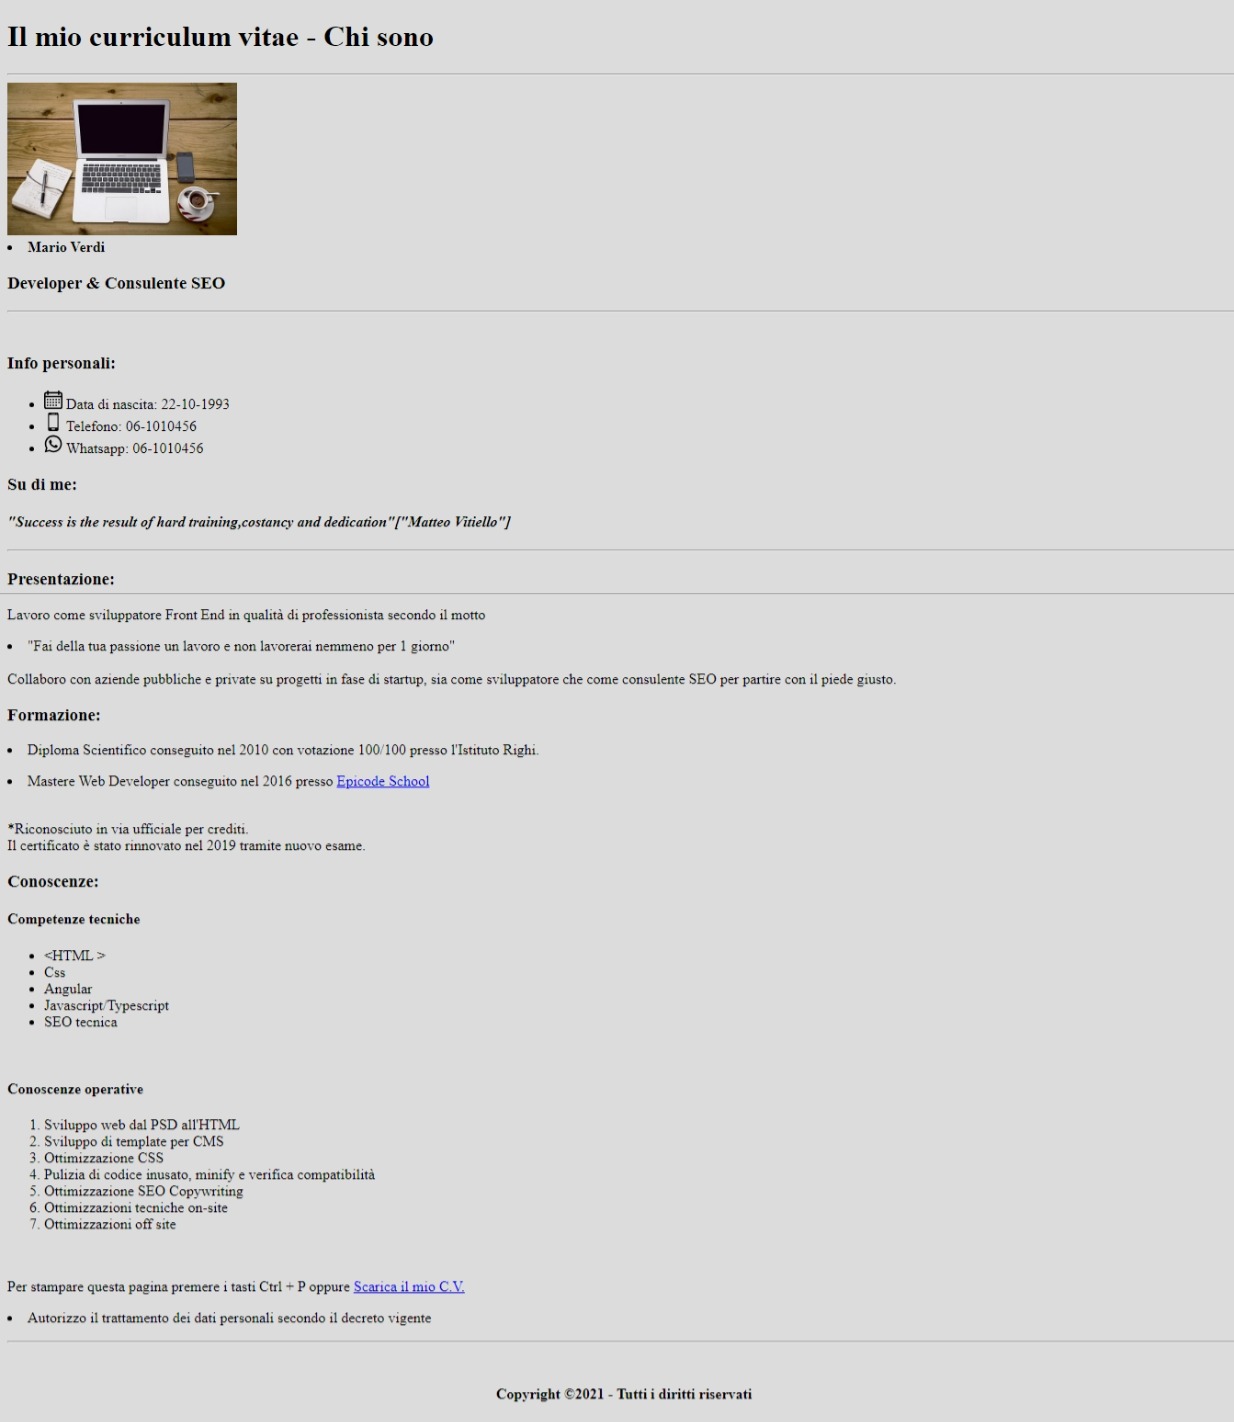 Il mio curriculum vitae - Chi sono
Mario Verdi
Developer & Consulente SEO
Info personali:
Data di nascita: 22-10-1993
Telefono: 06-1010456
Whatsapp: 06-1010456
Su di me:
"Success is the result of hard training,costancy and dedication"["Matteo Vitiello"]
Presentazione:
Lavoro come sviluppatore Front End in qualità di professionista secondo il motto
"Fai della tua passione un lavoro e non lavorerai nemmeno per 1 giorno"
Collaboro con aziende pubbliche e private su progetti in fase di startup, sia come sviluppatore che come consulente SEO per partire con il piede giusto.
Formazione:
Diploma Scientifico conseguito nel 2010 con votazione 100/100 presso l'Istituto Righi.
Mastere Web Developer conseguito nel 2016 presso Epicode School
*Riconosciuto in via ufficiale per crediti.
Il certificato è stato rinnovato nel 2019 tramite nuovo esame.
Conoscenze:
Competenze tecniche
<HTML >
Css
Angular
Javascript/Typescript
SEO tecnica
Conoscenze operative
1. Sviluppo web dal PSD all'HTML
2. Sviluppo di template per CMS
3. Ottimizzazione CSS
4. Pulizia di codice inusato, minify e verifica compatibilità
5. Ottimizzazione SEO Copywriting
6. Ottimizzazioni tecniche on-site
7. Ottimizzazioni off site
Per stampare questa pagina premere i tasti Ctrl + P oppure Scarica il mio C.V.
Autorizzo il trattamento dei dati personali secondo il decreto vigente
Copyright ©2021 - Tutti i diritti riservati